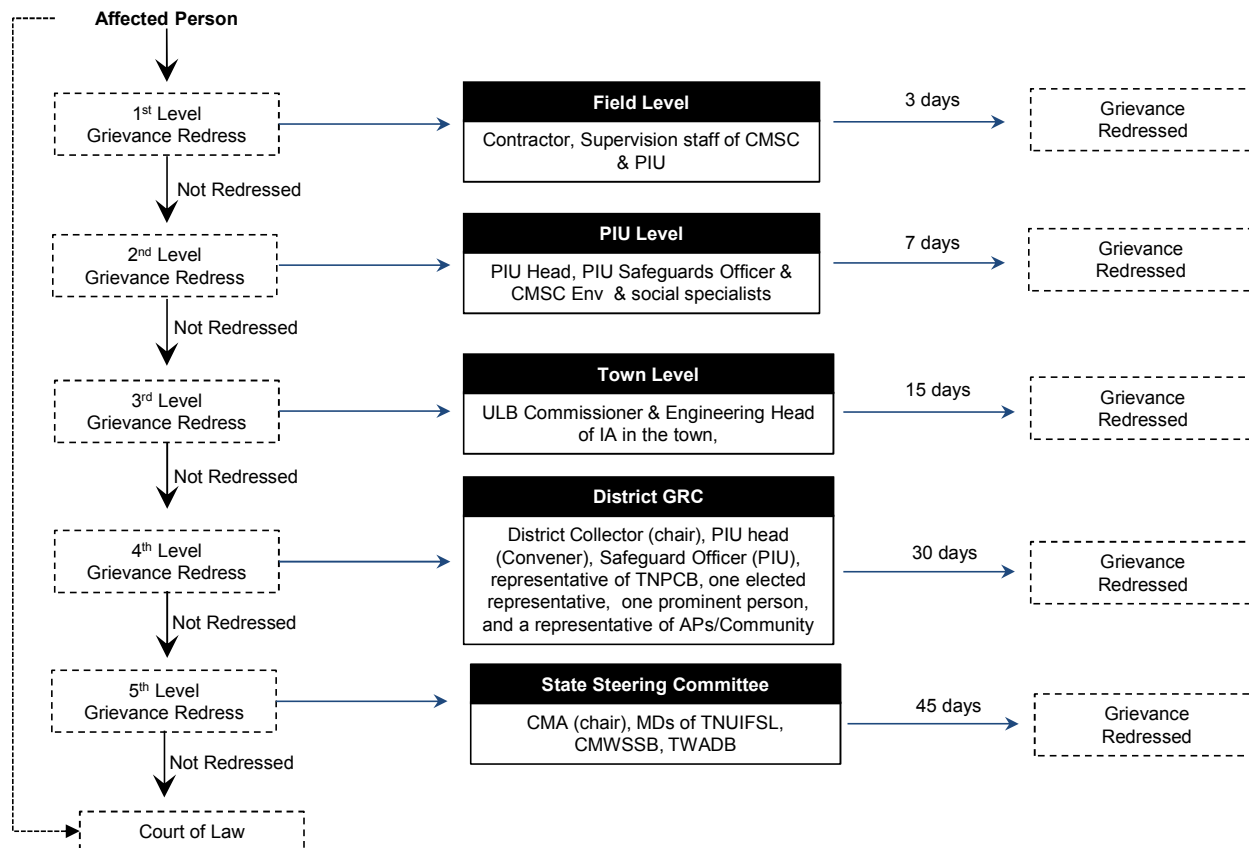 Affected Person
1st Level
Grievance Redress
Field Level
Contractor, Supervision staff of CMSC
& PIU
3 days
Grievance
Redressed
Not Redressed
2nd Level
Grievance Redress
PIU Level
PIU Head, PIU Safeguards Officer &
CMSC Env & social specialists
7 days
Grievance
Redressed
Not Redressed
3rd Level
Grievance Redress
Town Level
ULB Commissioner & Engineering Head
of IA in the town,
15 days
Grievance
Redressed
Not Redressed
4th Level
Grievance Redress
District GRC
District Collector (chair), PIU head
(Convener), Safeguard Officer (PIU),
representative of TNPCB, one elected
representative, one prominent person,
and a representative of APs/Community
30 days
Grievance
Redressed
Not Redressed
5th Level
Grievance Redress
State Steering Committee
CMA (chair), MDs of TNUIFSL,
CMWSSB, TWADB
45 days
Grievance
Redressed
Not Redressed
Court of Law